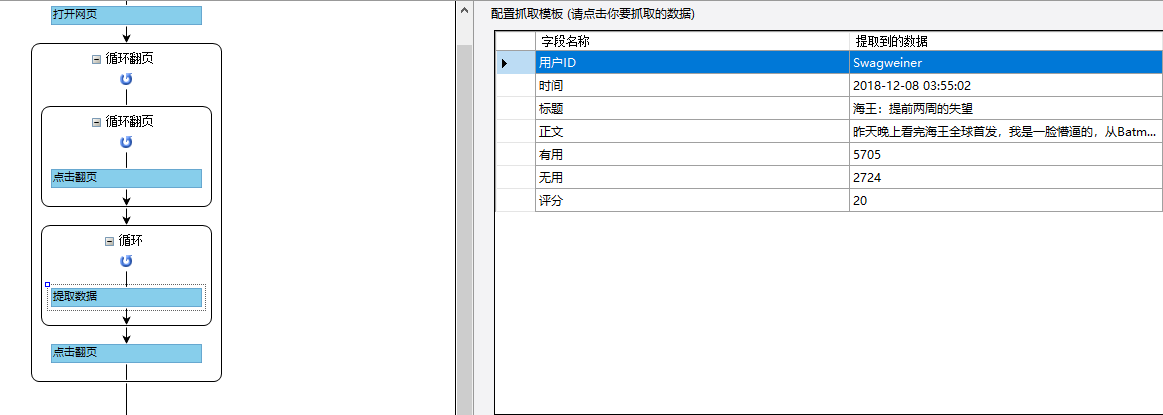 打开网页
循环翻页
循环翻页
点击翻页
循环
提取数据
点击翻页
配置抓取模板 (请点击你要抓取的数据)
字段名称 提取到的数据
用户ID Swagweiner
时间 2018-12-08 03:55:02
标题 海王：提前两周的失望
正文 昨天晚上看完海王全球首发，我是一脸懵逼的，从Batm...
有用 5705
无用 2724
评分 20